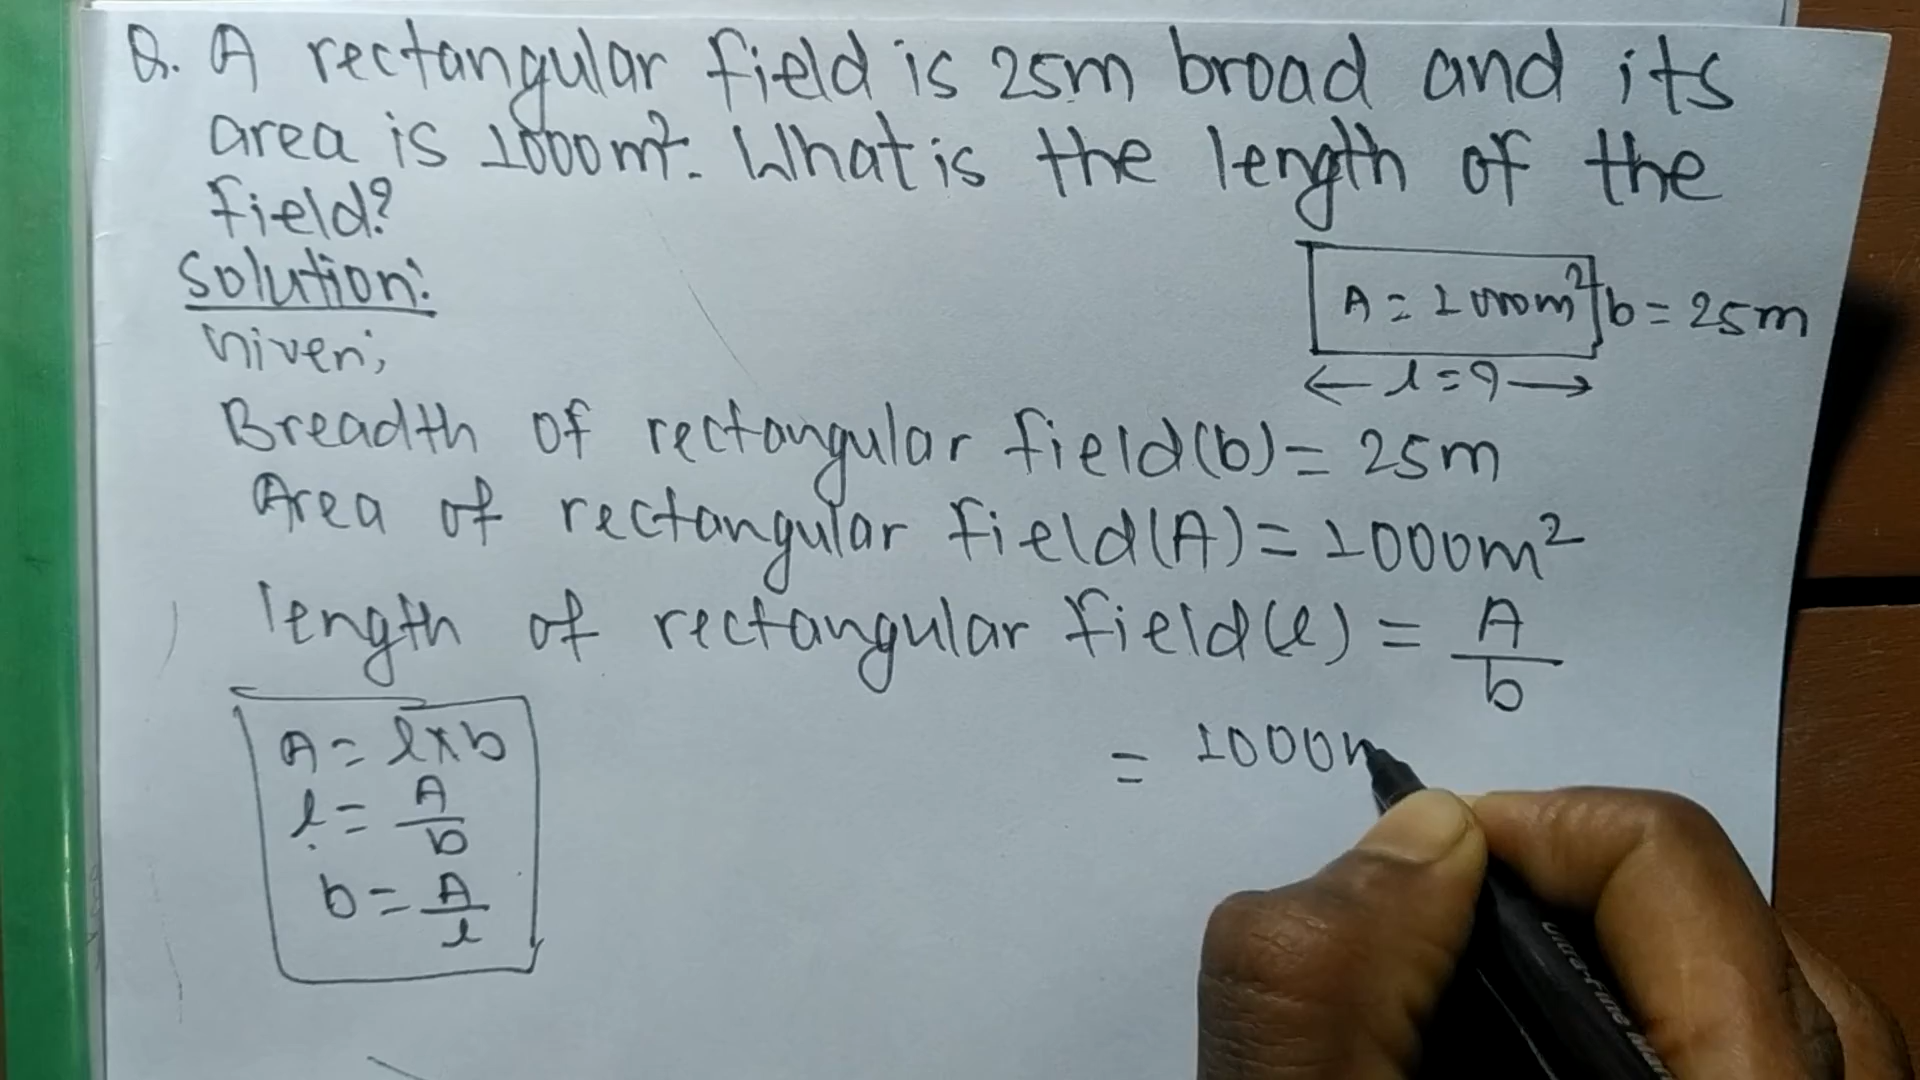 Q. A rectangular field is 25m broad and its
area is 1000m². What is the length of the
field?
Solution:
Given;
A = 1000m² b = 25m
l = ?
Breadth of rectangular field(b) = 25m
Area of rectangular field(A) = 1000m²
length of rectangular field(l) = A/b
= 1000m
A = l×b
l = A/b
b = A/l